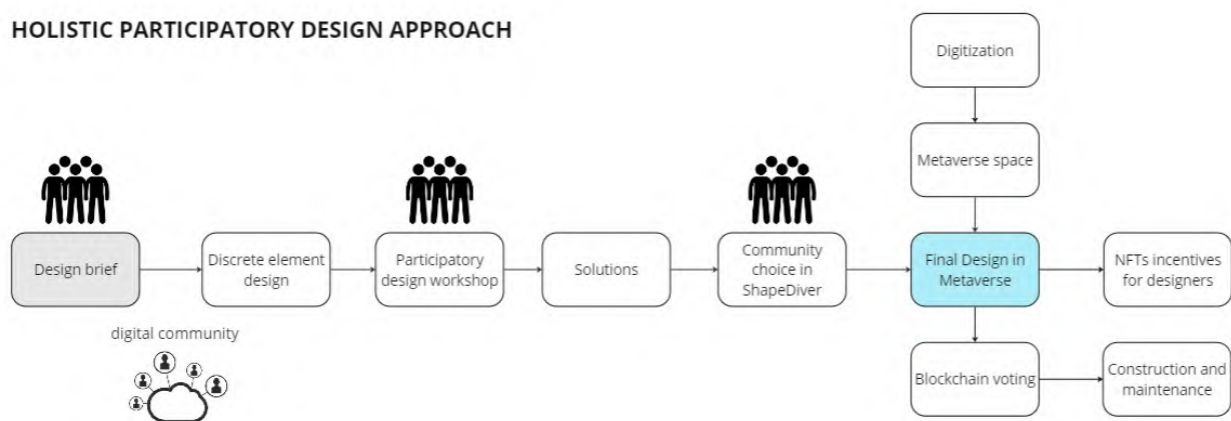 HOLISTIC PARTICIPATORY DESIGN APPROACH
Digitization
Metaverse space
Design brief
Discrete element
design
Participatory
design workshop
Solutions
Community
choice in
ShapeDiver
Final Design in
Metaverse
NFTs incentives
for designers
digital community
Blockchain voting
Construction and
maintenance